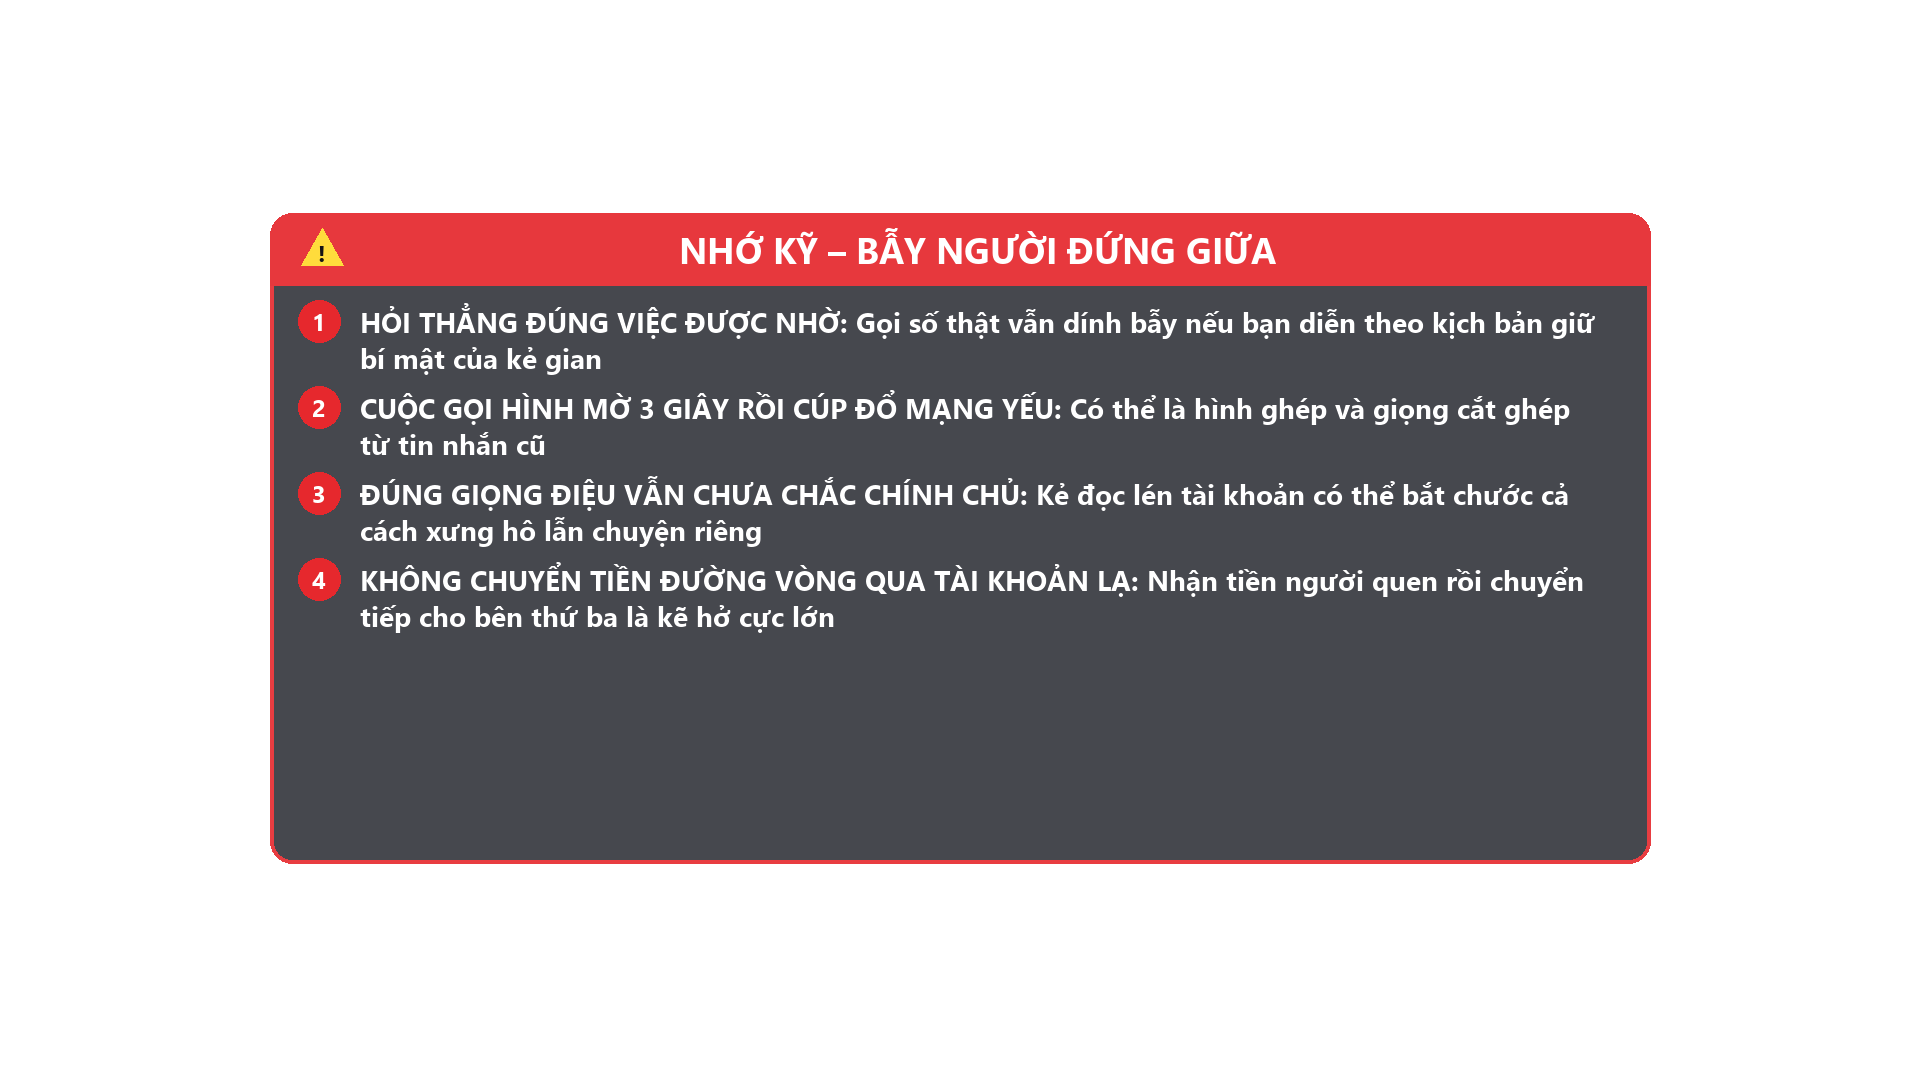 !
NHỚ KỸ – BẪY NGƯỜI ĐỨNG GIỮA
1 HỎI THẲNG ĐÚNG VIỆC ĐƯỢC NHỜ: Gọi số thật vẫn dính bẫy nếu bạn diễn theo kịch bản giữ
bí mật của kẻ gian
2 CUỘC GỌI HÌNH MỜ 3 GIÂY RỒI CÚP ĐỔ MẠNG YẾU: Có thể là hình ghép và giọng cắt ghép
từ tin nhắn cũ
3 ĐÚNG GIỌNG ĐIỆU VẪN CHƯA CHẮC CHÍNH CHỦ: Kẻ đọc lén tài khoản có thể bắt chước cả
cách xưng hô lẫn chuyện riêng
4 KHÔNG CHUYỂN TIỀN ĐƯỜNG VÒNG QUA TÀI KHOẢN LẠ: Nhận tiền người quen rồi chuyển
tiếp cho bên thứ ba là kẽ hở cực lớn